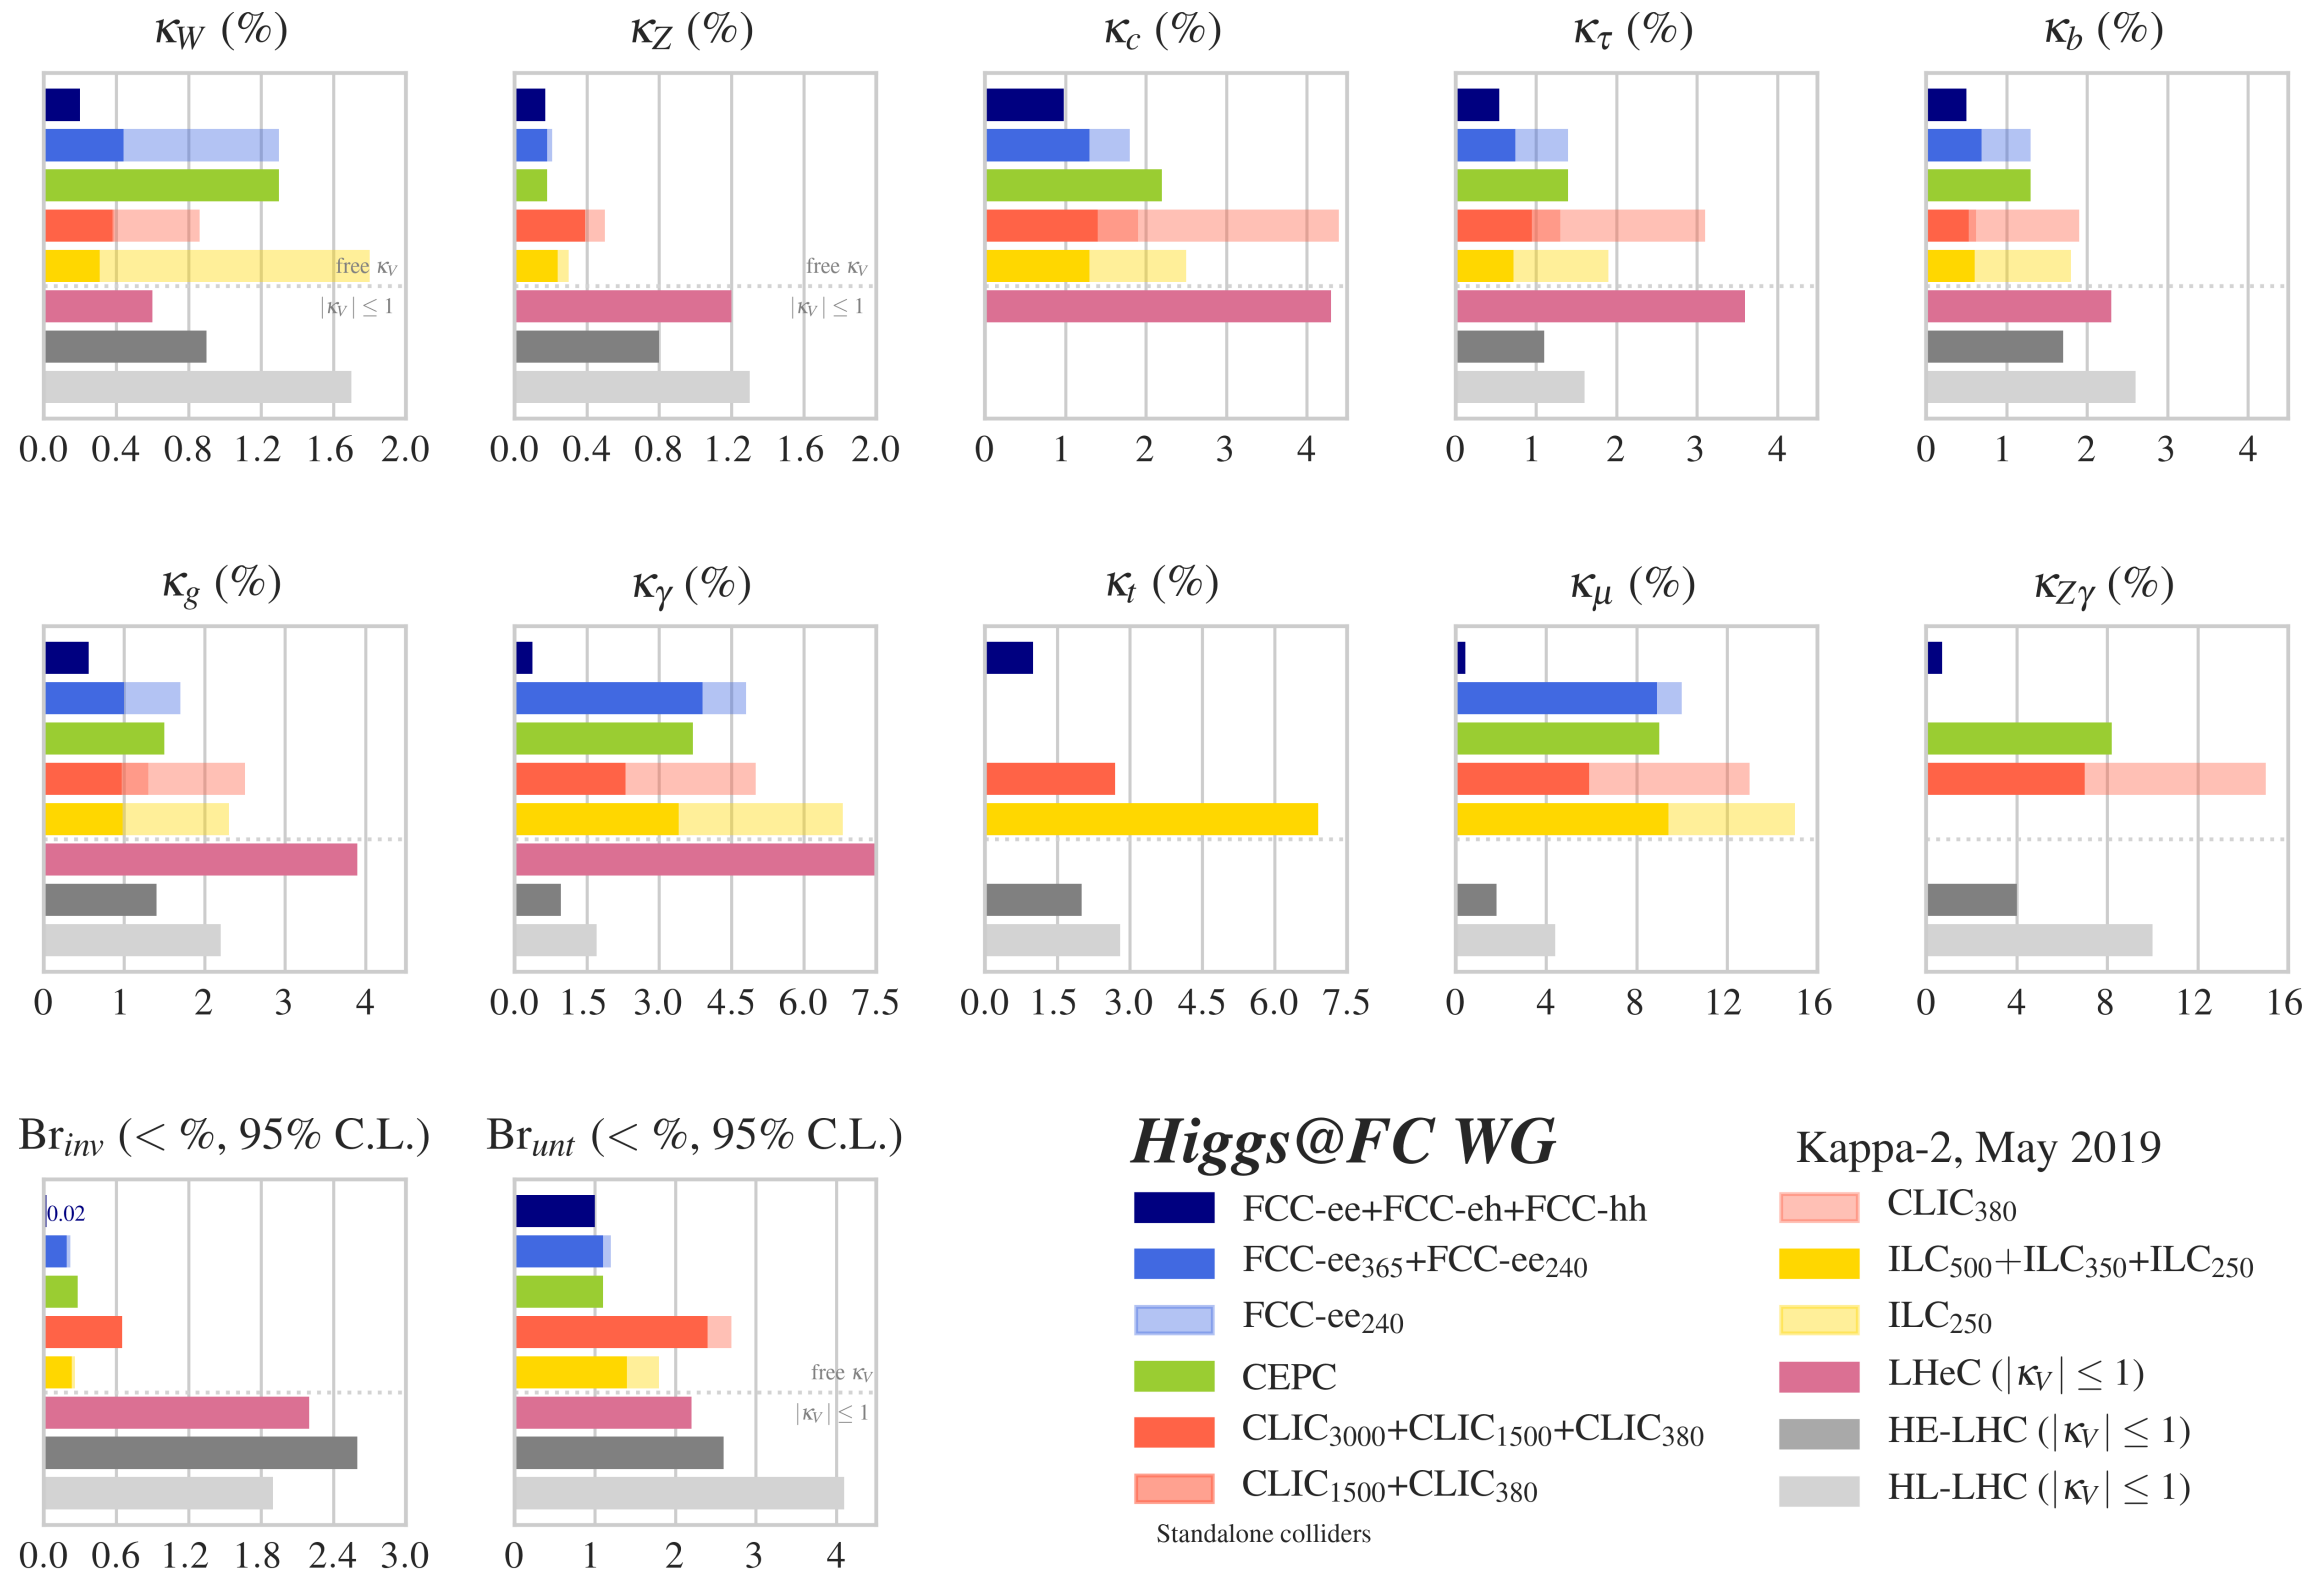 κW (%) κZ (%) κc (%) κτ (%) κb (%)
free κV free κV
|κV| ≤ 1 |κV| ≤ 1
0.0 0.4 0.8 1.2 1.6 2.0 0.0 0.4 0.8 1.2 1.6 2.0 0 1 2 3 4 0 1 2 3 4 0 1 2 3 4
κg (%) κγ (%) κt (%) κμ (%) κZγ (%)
0 1 2 3 4 0.0 1.5 3.0 4.5 6.0 7.5 0.0 1.5 3.0 4.5 6.0 7.5 0 4 8 12 16 0 4 8 12 16
Brinv (< %, 95% C.L.) Brunt (< %, 95% C.L.)
0.02
free κV
|κV| ≤ 1
0.0 0.6 1.2 1.8 2.4 3.0 0 1 2 3 4
Higgs@FC WG Kappa-2, May 2019
FCC-ee+FCC-eh+FCC-hh
FCC-ee365+FCC-ee240
FCC-ee240
CEPC
CLIC3000+CLIC1500+CLIC380
CLIC1500+CLIC380
CLIC380
ILC500+ILC350+ILC250
ILC250
LHeC (|κV| ≤ 1)
HE-LHC (|κV| ≤ 1)
HL-LHC (|κV| ≤ 1)
Standalone colliders